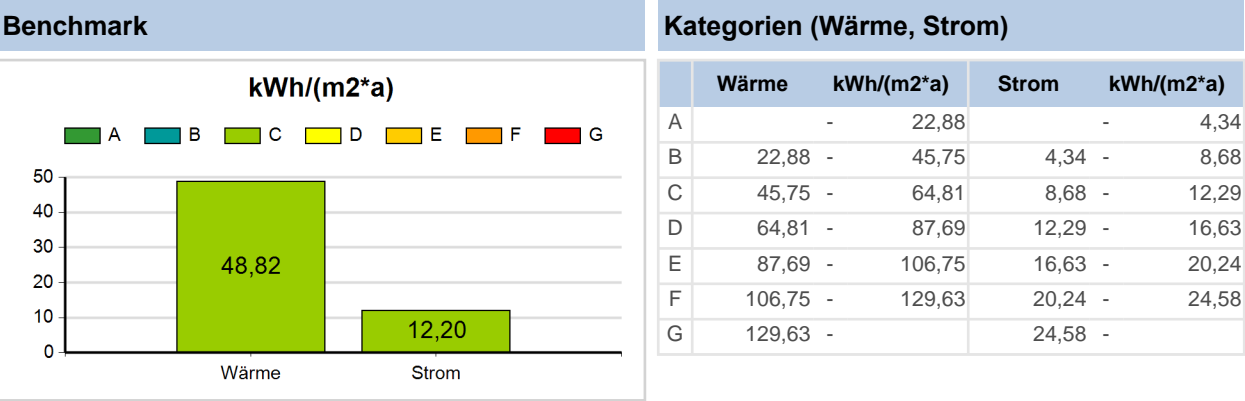 Benchmark
kWh/(m2*a)
A B C D E F G
50
40
30
20
10
0
48,82
12,20
Wärme Strom
Kategorien (Wärme, Strom)
Wärme kWh/(m2*a) Strom kWh/(m2*a)
A - 22,88 - 4,34
B 22,88 - 45,75 4,34 - 8,68
C 45,75 - 64,81 8,68 - 12,29
D 64,81 - 87,69 12,29 - 16,63
E 87,69 - 106,75 16,63 - 20,24
F 106,75 - 129,63 20,24 - 24,58
G 129,63 - 24,58 -